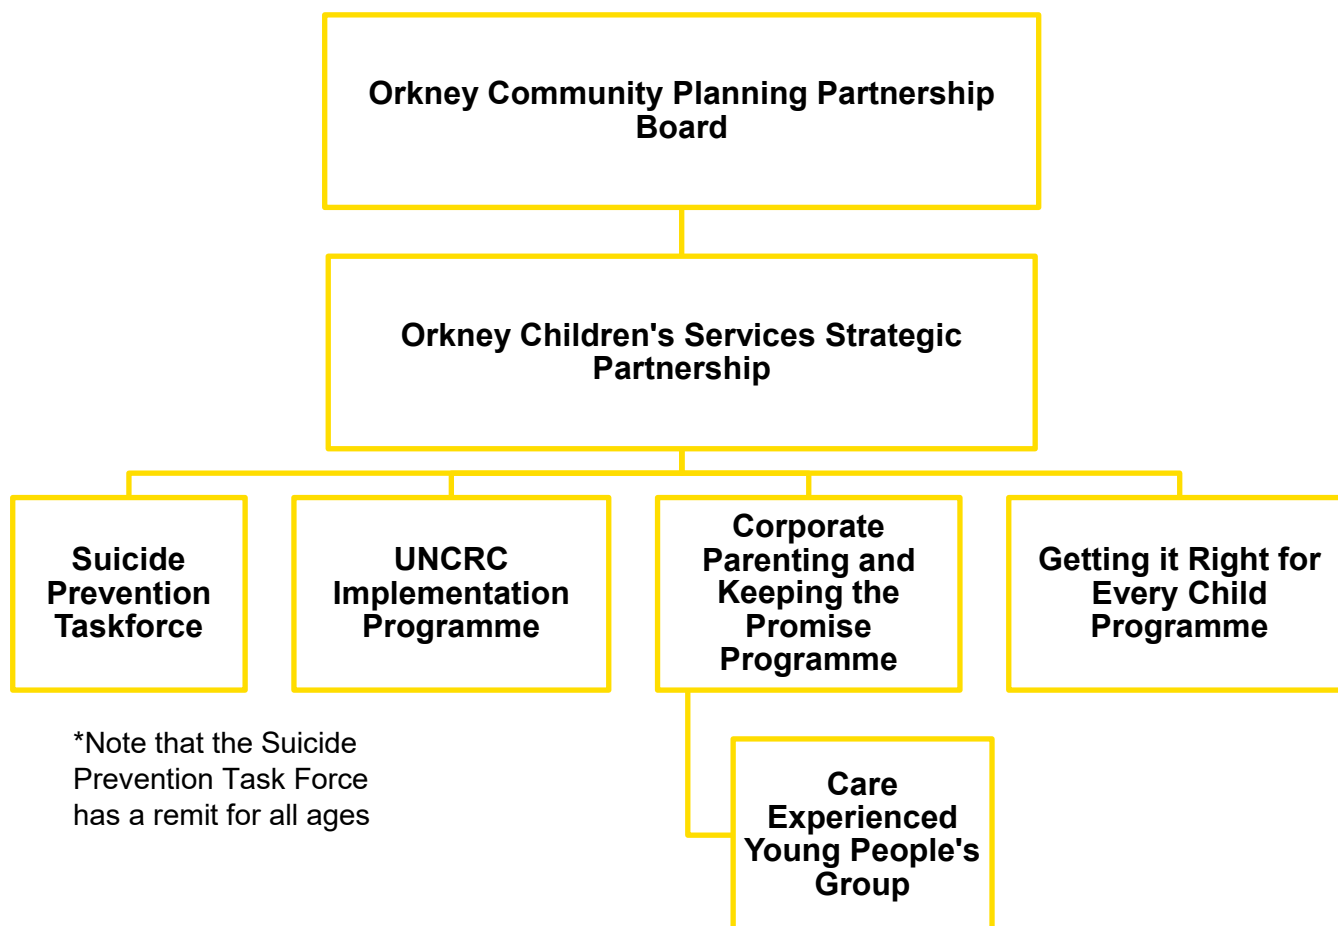 Orkney Community Planning Partnership
Board
Orkney Children's Services Strategic
Partnership
Suicide
Prevention
Taskforce
UNCRC
Implementation
Programme
Corporate
Parenting and
Keeping the
Promise
Programme
Getting it Right for
Every Child
Programme
*Note that the Suicide
Prevention Task Force
has a remit for all ages
Care
Experienced
Young People's
Group